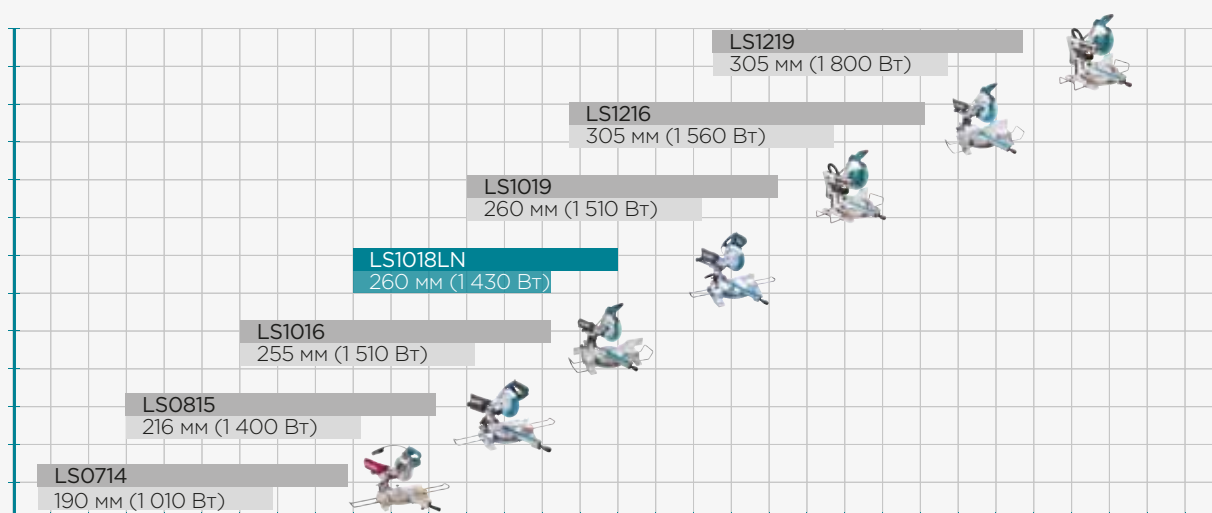 LS1219
305 мм (1 800 Вт)
LS1216
305 мм (1 560 Вт)
LS1019
260 мм (1 510 Вт)
LS1018LN
260 мм (1 430 Вт)
LS1016
255 мм (1 510 Вт)
LS0815
216 мм (1 400 Вт)
LS0714
190 мм (1 010 Вт)